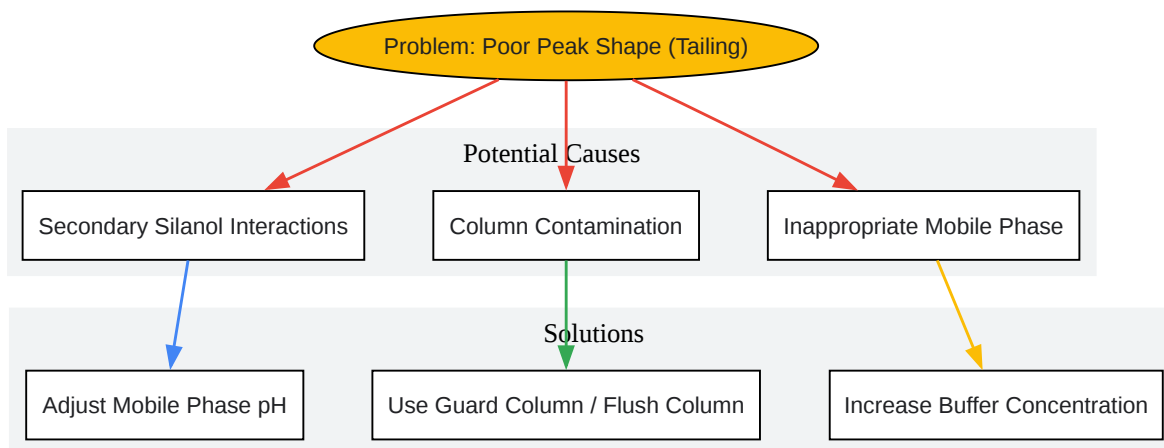 Problem: Poor Peak Shape (Tailing)
Potential Causes
Secondary Silanol Interactions
Column Contamination
Inappropriate Mobile Phase
Solutions
Adjust Mobile Phase pH
Use Guard Column / Flush Column
Increase Buffer Concentration